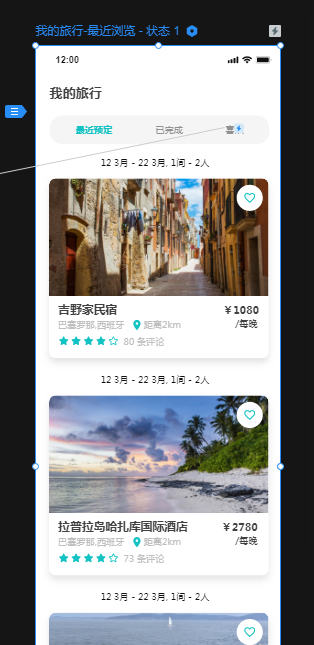 我的旅行-最近浏览 - 状态 1
12:00
我的旅行
最近预定 已完成 喜
12 3月 - 22 3月, 1间 - 2人
吉野家民宿 ￥1080
巴塞罗那,西班牙 距离2km /每晚
80 条评论
12 3月 - 22 3月, 1间 - 2人
拉普拉岛哈扎库国际酒店 ￥2780
巴塞罗那,西班牙 距离2km /每晚
73 条评论
12 3月 - 22 3月, 1间 - 2人